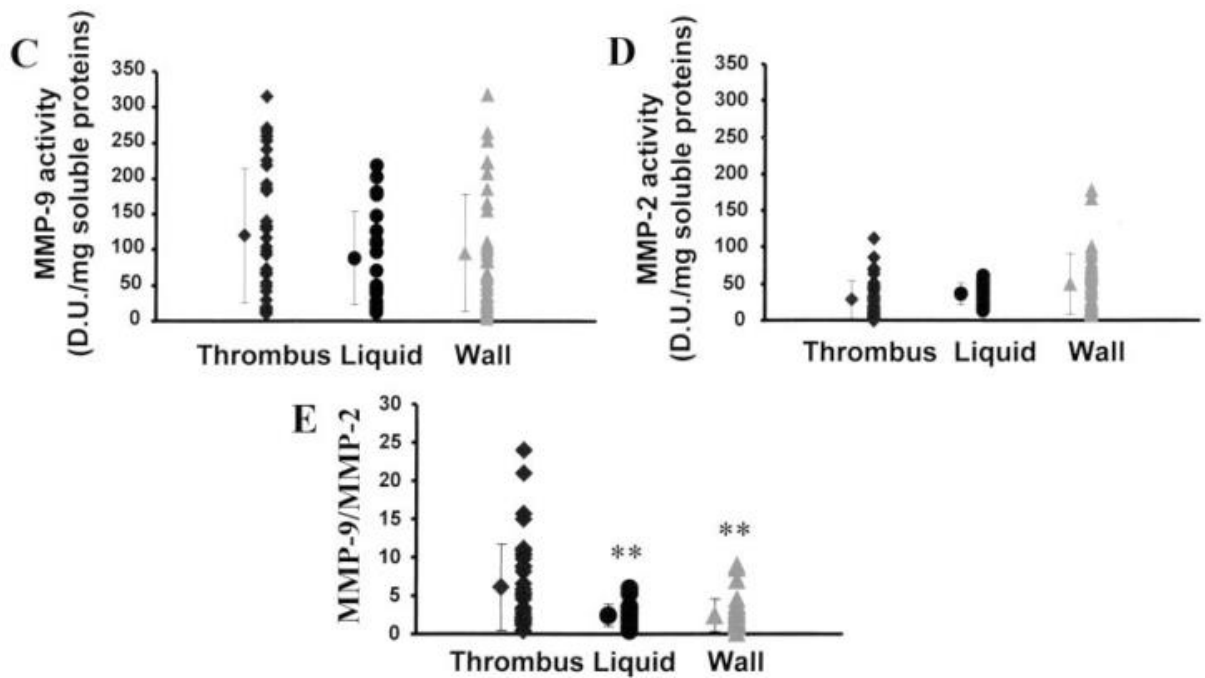 C
MMP-9 activity
(D.U./mg soluble proteins)
350
300
250
200
150
100
50
0
Thrombus Liquid Wall
D
MMP-2 activity
(D.U./mg soluble proteins)
350
300
250
200
150
100
50
0
Thrombus Liquid Wall
E
MMP-9/MMP-2
30
25
20
15
10
5
0
**
**
Thrombus Liquid Wall